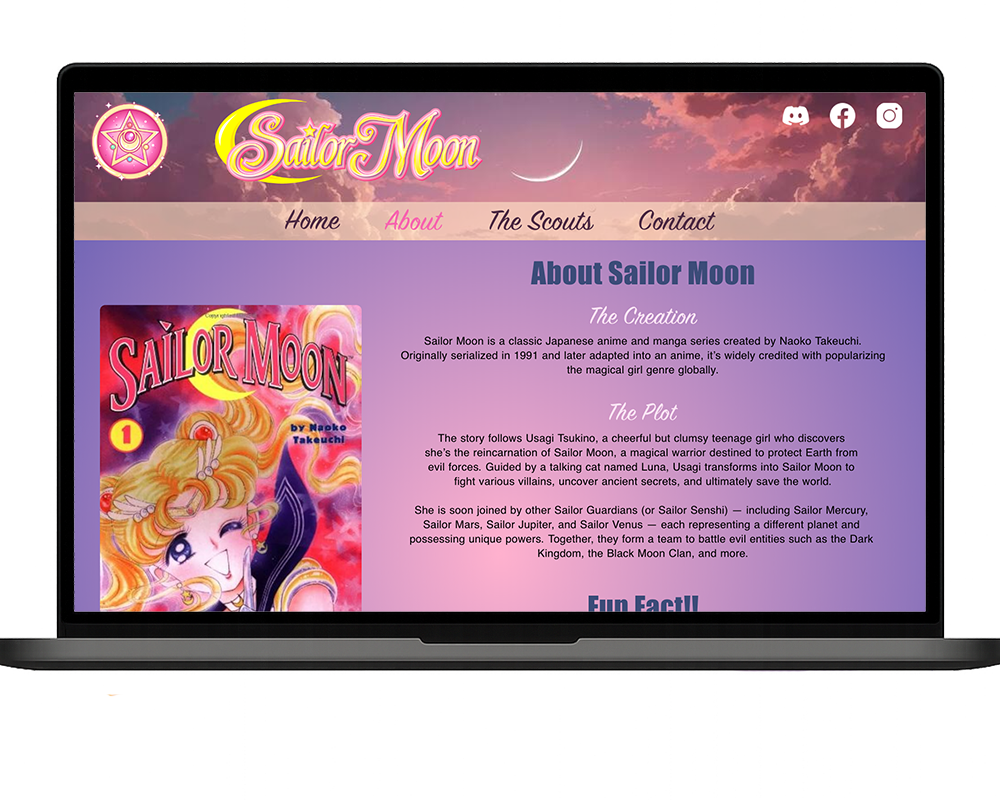 Sailor Moon
Home About The Scouts Contact
About Sailor Moon
The Creation
Sailor Moon is a classic Japanese anime and manga series created by Naoko Takeuchi.
Originally serialized in 1991 and later adapted into an anime, it’s widely credited with popularizing
the magical girl genre globally.
The Plot
The story follows Usagi Tsukino, a cheerful but clumsy teenage girl who discovers
she’s the reincarnation of Sailor Moon, a magical warrior destined to protect Earth from
evil forces. Guided by a talking cat named Luna, Usagi transforms into Sailor Moon to
fight various villains, uncover ancient secrets, and ultimately save the world.
She is soon joined by other Sailor Guardians (or Sailor Senshi) — including Sailor Mercury,
Sailor Mars, Sailor Jupiter, and Sailor Venus — each representing a different planet and
possessing unique powers. Together, they form a team to battle evil entities such as the Dark
Kingdom, the Black Moon Clan, and more.
Fun Fact!!
SAILOR MOON
1
by Naoko
Takeuchi